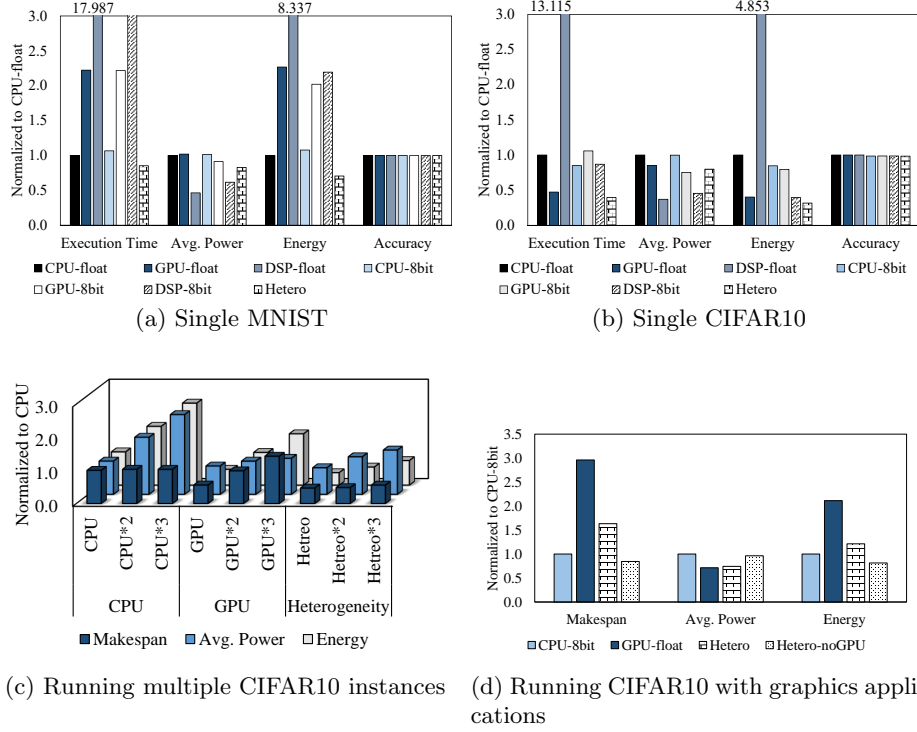 17.987 8.337
3.0
2.5
2.0
1.5
1.0
0.5
0.0
Normalized to CPU-float
Execution Time Avg. Power Energy Accuracy
CPU-float GPU-float DSP-float CPU-8bit
GPU-8bit DSP-8bit Hetero
(a) Single MNIST
13.115 4.853
3.0
2.5
2.0
1.5
1.0
0.5
0.0
Normalized to CPU-float
Execution Time Avg. Power Energy Accuracy
CPU-float GPU-float DSP-float CPU-8bit
GPU-8bit DSP-8bit Hetero
(b) Single CIFAR10
3.0
2.0
1.0
0.0
Normalized to CPU
CPU CPU*2 CPU*3 GPU GPU*2 GPU*3 Hetreo Hetreo*2 Hetreo*3
CPU GPU Heterogeneity
Makespan Avg. Power Energy
(c) Running multiple CIFAR10 instances
3.5
3.0
2.5
2.0
1.5
1.0
0.5
0.0
Normalized to CPU-8bit
Makespan Avg. Power Energy
CPU-8bit GPU-float Hetero Hetero-noGPU
(d) Running CIFAR10 with graphics appli
cations